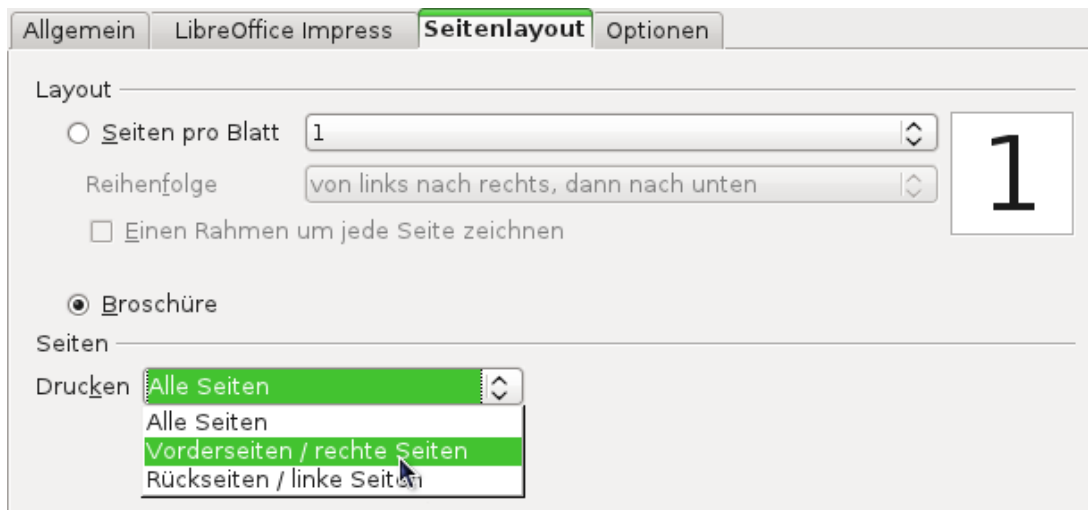 Allgemein LibreOffice Impress Seitenlayout Optionen
Layout
Seiten pro Blatt 1
1
Reihenfolge von links nach rechts, dann nach unten
Einen Rahmen um jede Seite zeichnen
Broschüre
Seiten
Drucken Alle Seiten
Alle Seiten
Vorderseiten / rechte Seiten
Rückseiten / linke Seiten